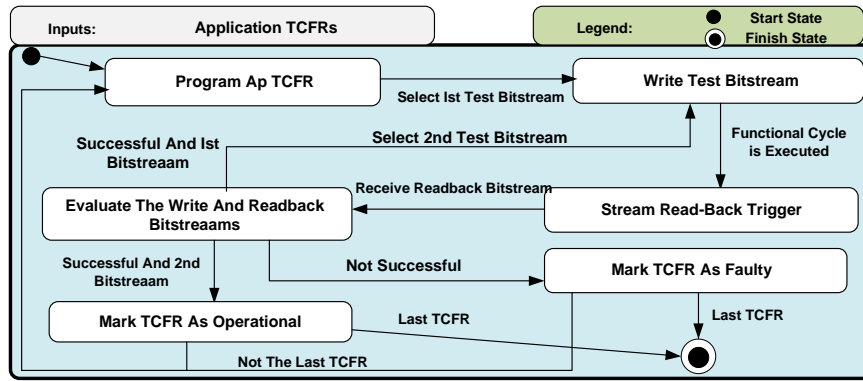 Inputs: Application TCFRs
Legend: Start State
Finish State
Program Ap TCFR
Select Ist Test Bitstream
Write Test Bitstream
Successful And Ist
Bitstreaam
Select 2nd Test Bitstream
Functional Cycle
is Executed
Receive Readback Bitstream
Evaluate The Write And Readback
Bitstreaams
Stream Read-Back Trigger
Successful And 2nd
Bitstreaam
Not Successful
Mark TCFR As Faulty
Mark TCFR As Operational
Last TCFR
Last TCFR
Not The Last TCFR